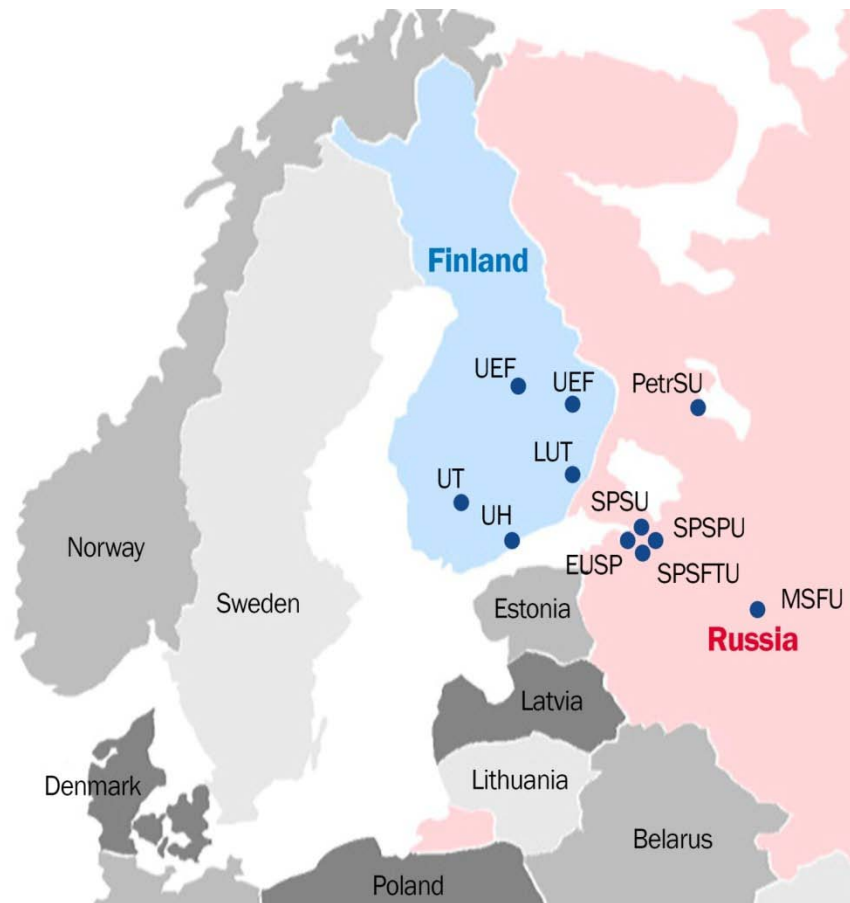 Finland
UEF
UEF
PetrSU
LUT
UT
SPSU
UH
SPSPU
EUSP
SPSFTU
Norway
Sweden
Estonia
MSFU
Russia
Latvia
Denmark
Lithuania
Belarus
Poland